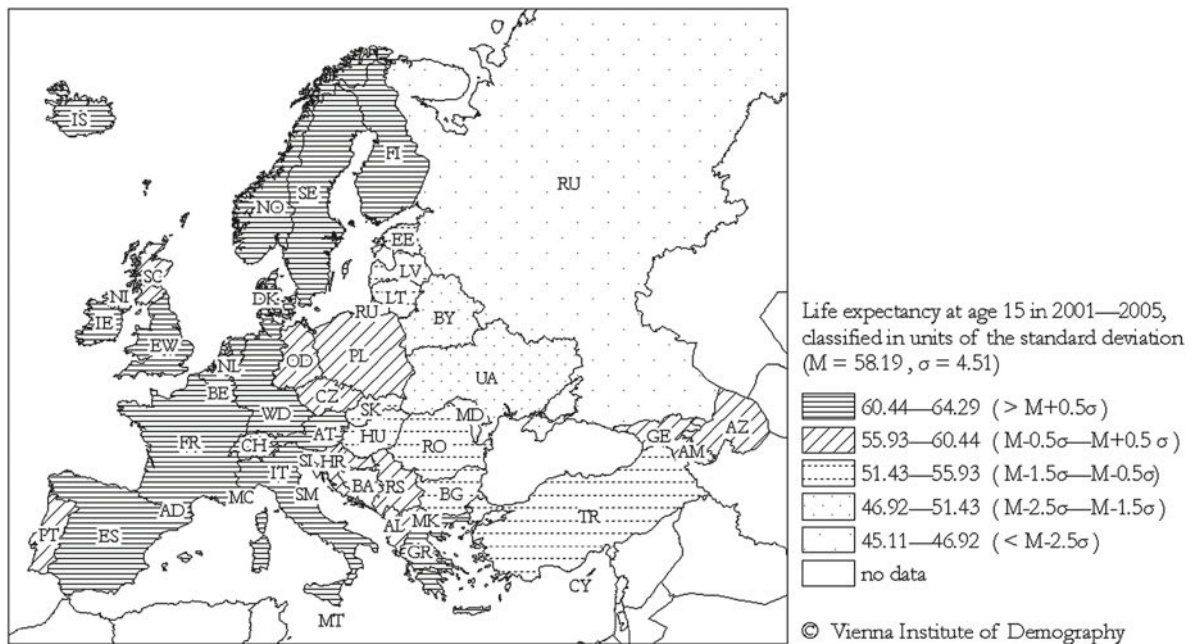 IS
FI
RU
SE
NO
EE
SC
LV
DK
LT
NI
RU
BY
IE
EW
NL
OD
PL
UA
BE
CZ
WD
SK
MD
FR
AT
HU
CH
RO
GE
AZ
AM
IT
SI
HR
BA
RS
BG
MC
SM
AD
AL
MK
TR
PT
ES
GR
CY
MT
Life expectancy at age 15 in 2001—2005,
classified in units of the standard deviation
(M = 58.19 , σ = 4.51)
60.44—64.29 ( > M+0.5σ)
55.93—60.44 (M-0.5σ—M+0.5 σ)
51.43—55.93 (M-1.5σ—M-0.5σ)
46.92—51.43 (M-2.5σ—M-1.5σ)
45.11—46.92 ( < M-2.5σ)
no data
© Vienna Institute of Demography